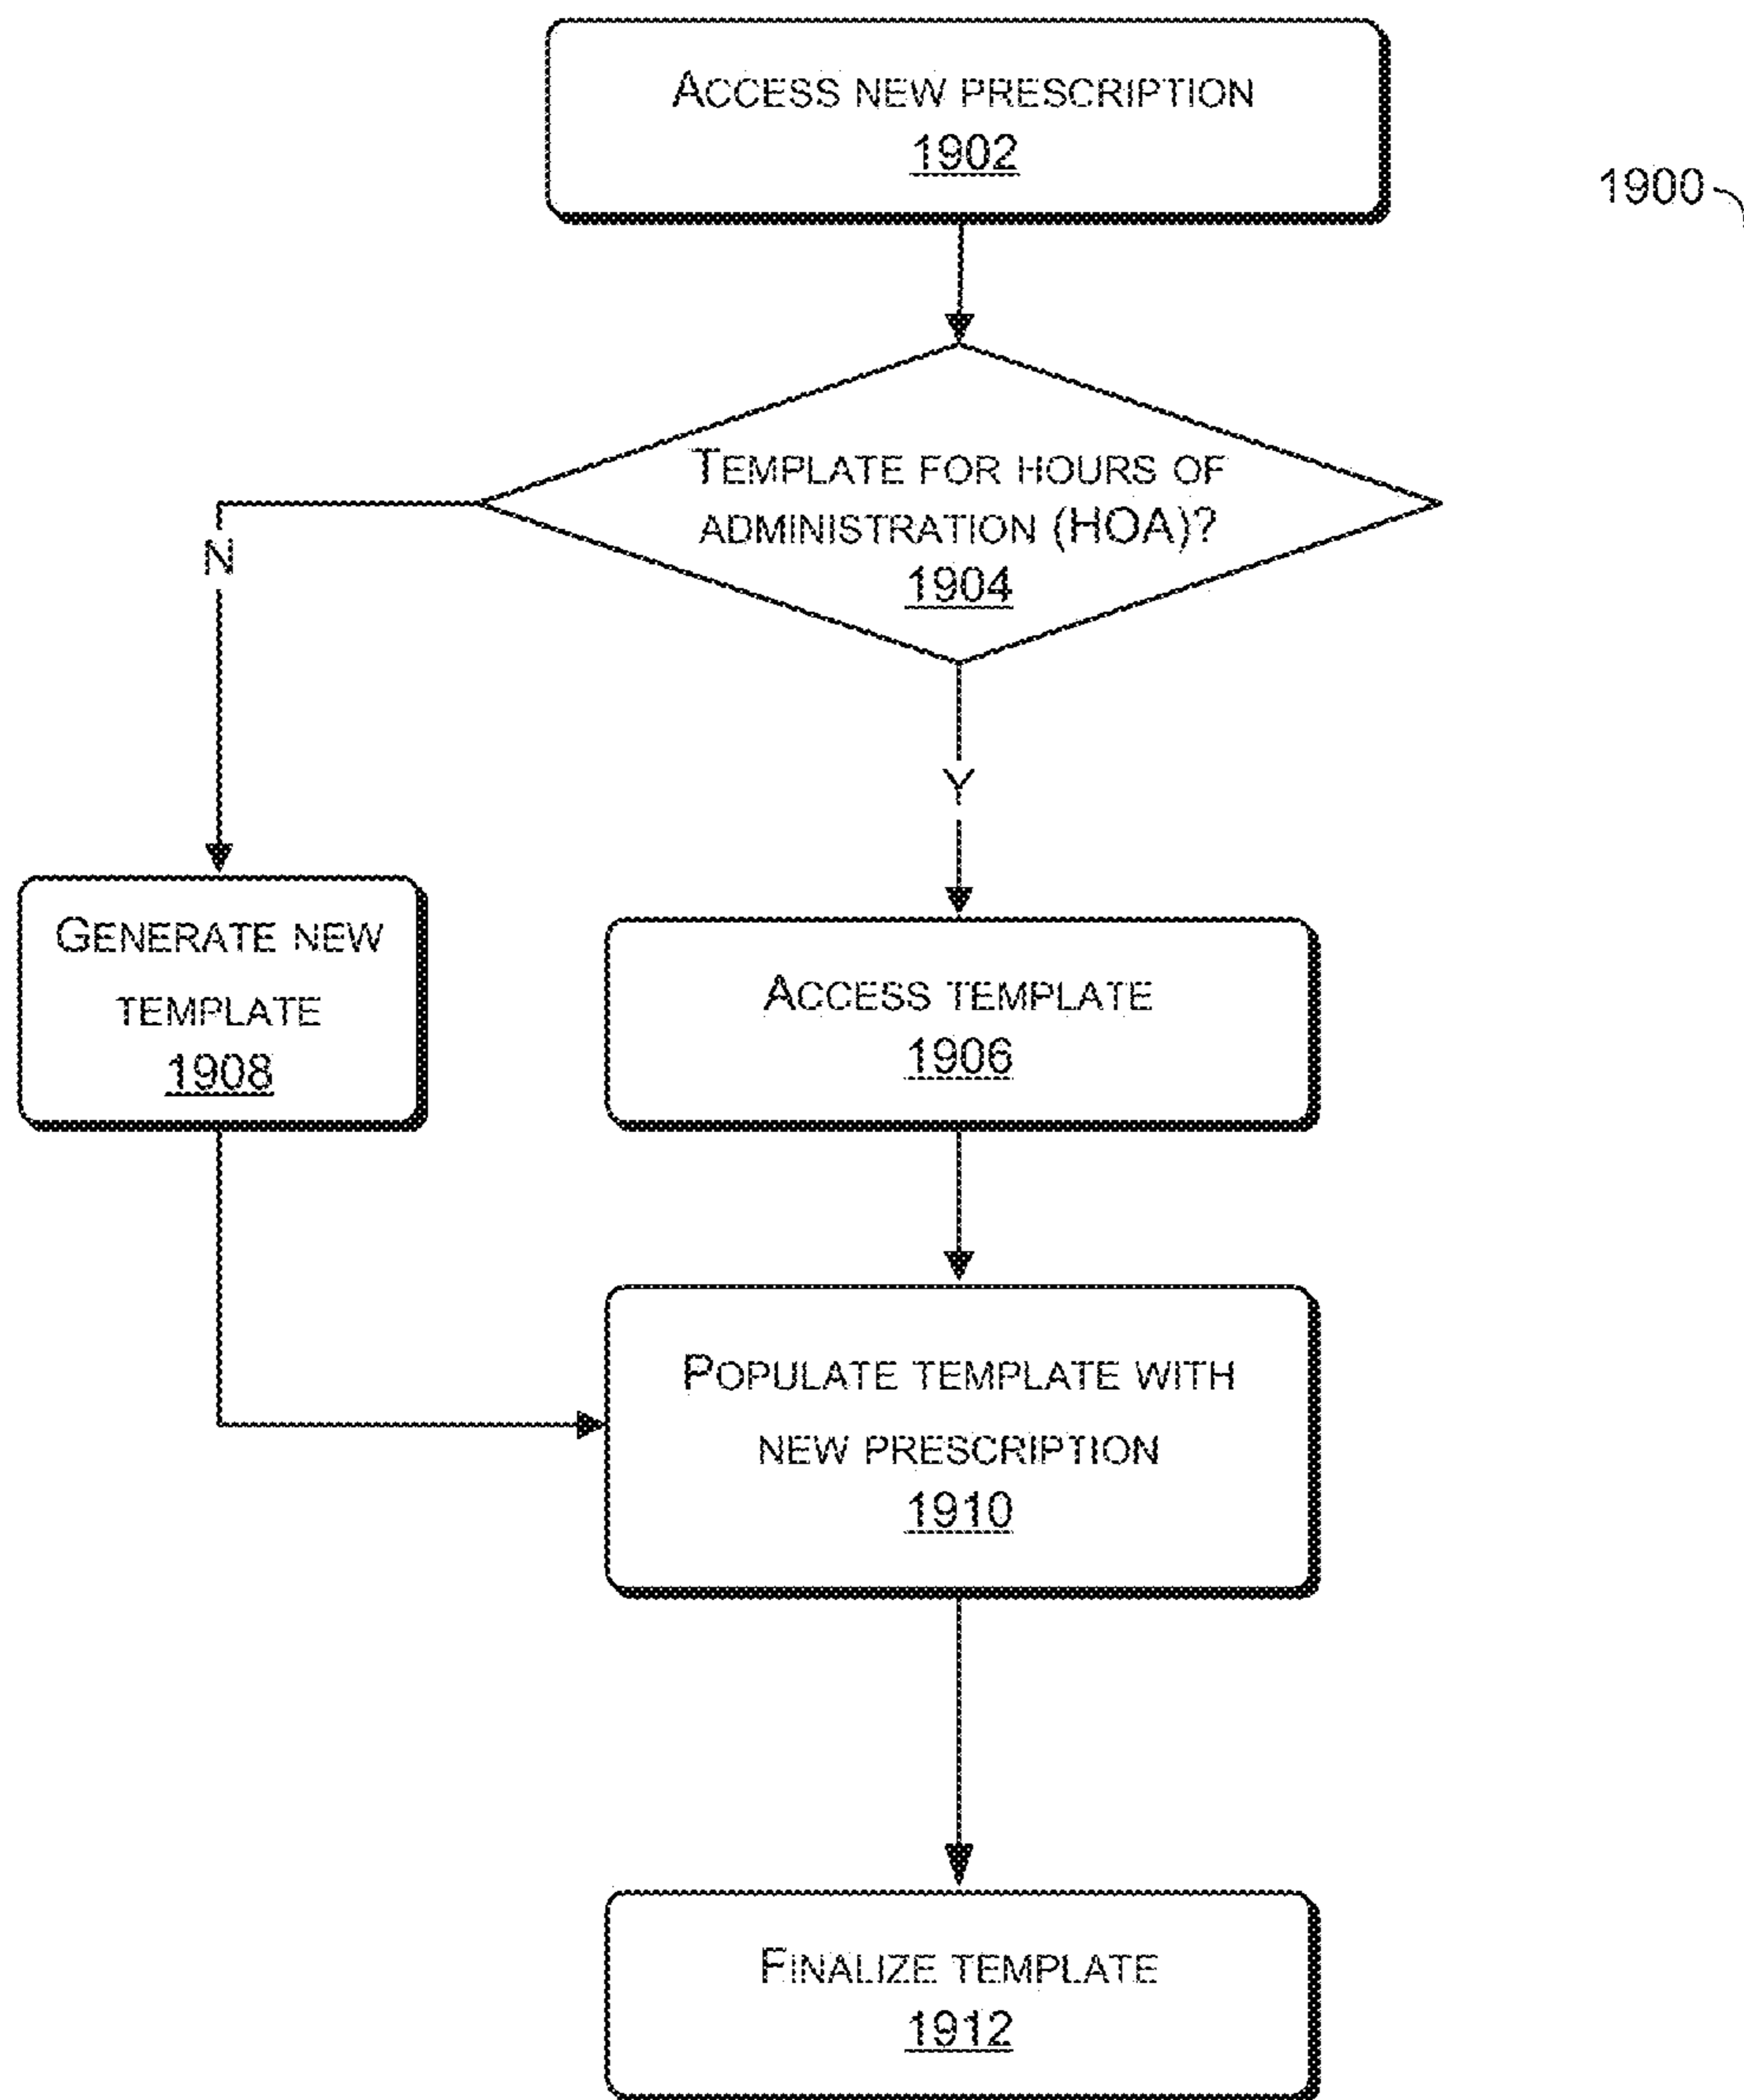 ACCESS NEW PRESCRIPTION
1902
1900
TEMPLATE FOR HOURS OF
ADMINISTRATION (HOA)?
1904
N
Y
GENERATE NEW
TEMPLATE
1908
ACCESS TEMPLATE
1906
POPULATE TEMPLATE WITH
NEW PRESCRIPTION
1910
FINALIZE TEMPLATE
1912